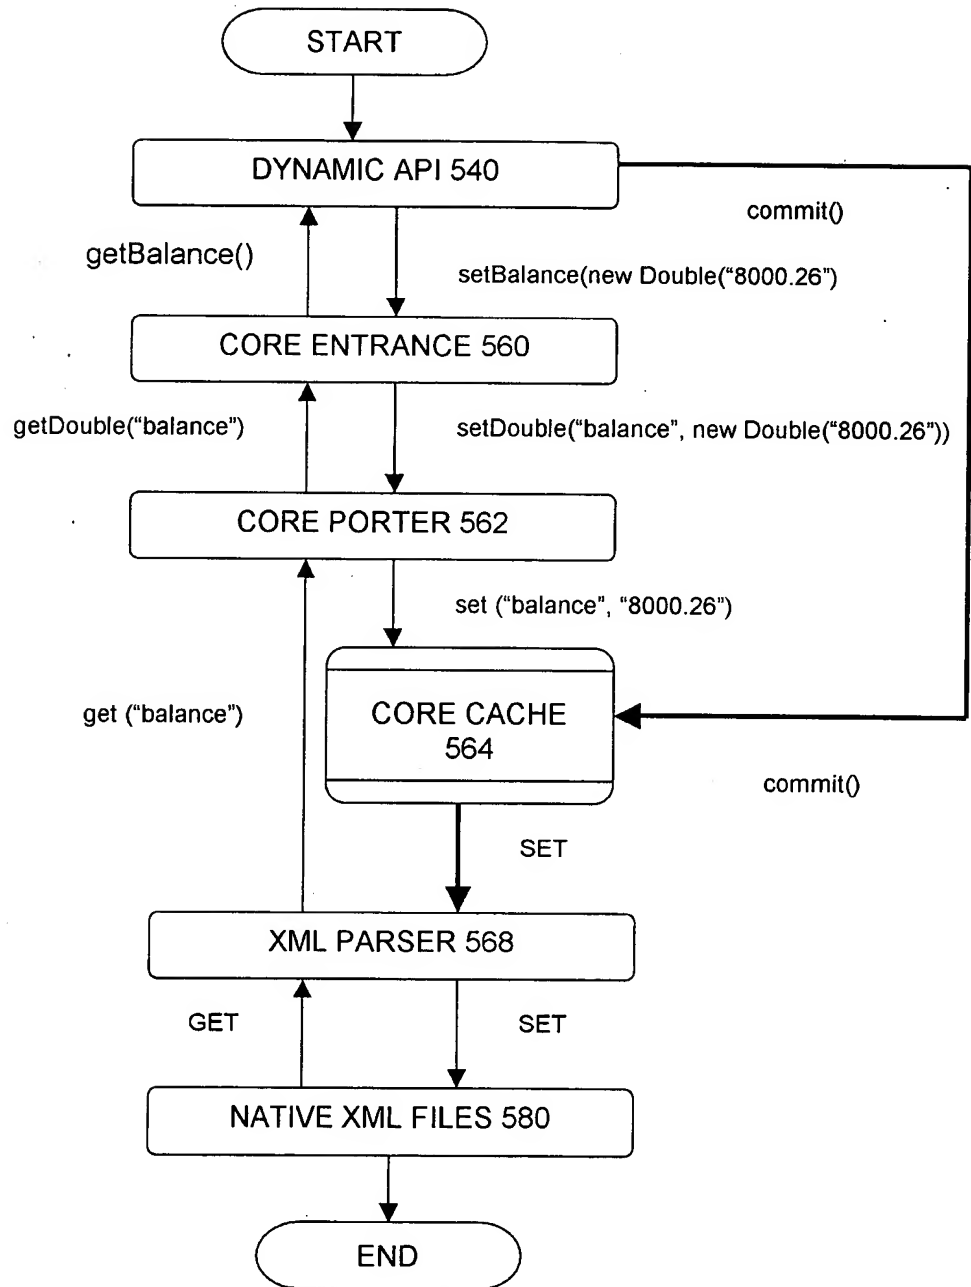 START
DYNAMIC API 540
commit()
getBalance()
setBalance(new Double(“8000.26”)
CORE ENTRANCE 560
getDouble(“balance”)
setDouble(“balance”, new Double(“8000.26”))
CORE PORTER 562
set (“balance”, “8000.26”)
get (“balance”)
CORE CACHE
564
commit()
SET
XML PARSER 568
GET
SET
NATIVE XML FILES 580
END